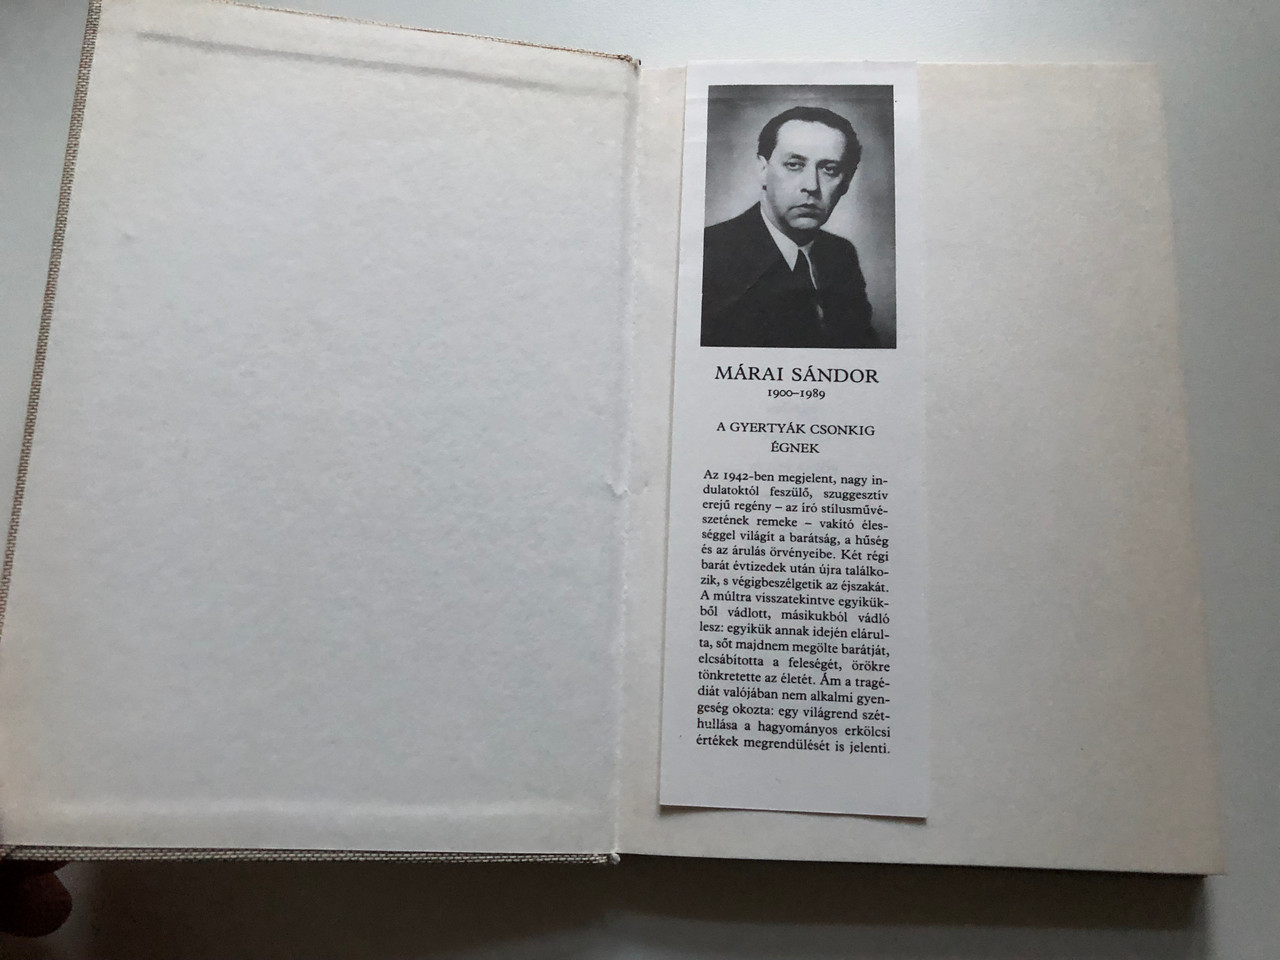 MÁRAI SÁNDOR
1900–1989
A GYERTYÁK CSONKIG
ÉGNEK
Az 1942-ben megjelent, nagy in-
dulatoktól feszülő, szuggesztív
erejű regény – az író stílusművé-
szetének remeke – vakító éles-
séggel világít a barátság, a hűség
és az árulás örvényeibe. Két régi
barát évtizedek után újra találko-
zik, s végigbeszélgetik az éjszakát.
A múltra visszatekintve egyikük-
ből vádlott, másikukból vádló
lesz: egyikük annak idején elárul-
ta, sőt majdnem megölte barátját,
elcsábította a feleségét, örökre
tönkretette az életét. Ám a tragé-
diát valójában nem alkalmi gyen-
geség okozta: egy világrend szét-
hullása a hagyományos erkölcsi
értékek megrendülését is jelenti.